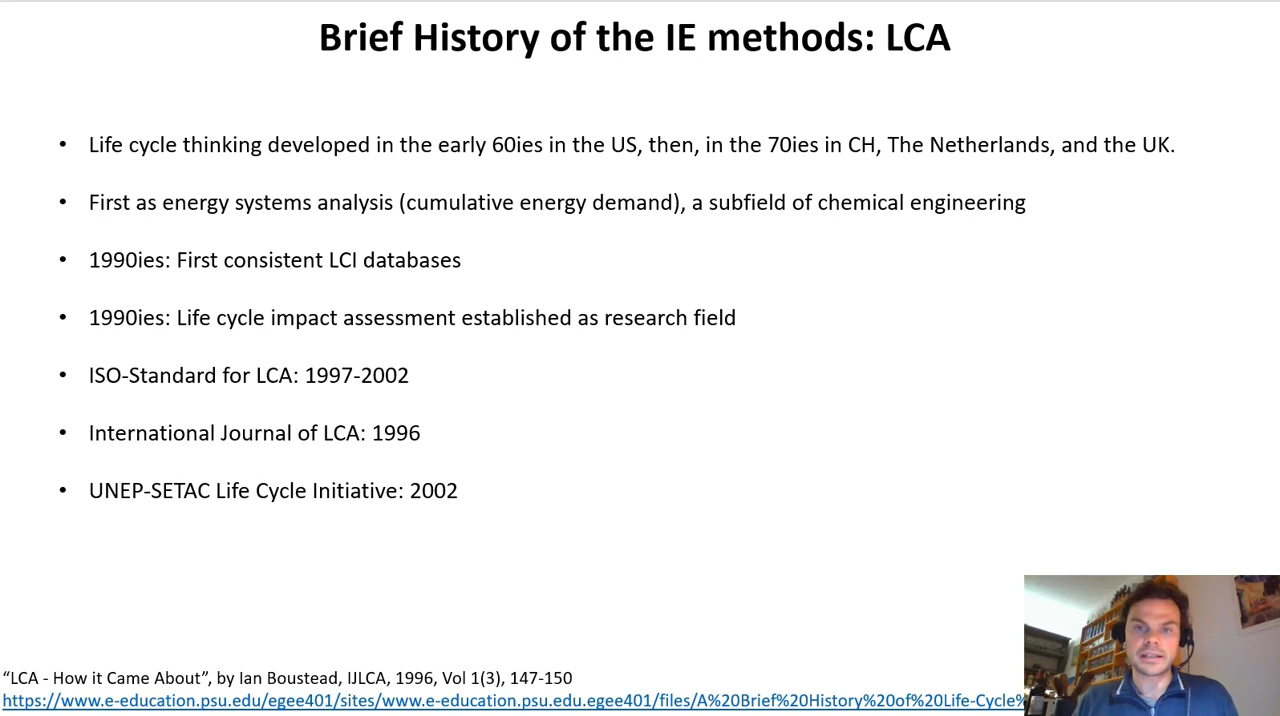 Brief History of the IE methods: LCA
• Life cycle thinking developed in the early 60ies in the US, then, in the 70ies in CH, The Netherlands, and the UK.
• First as energy systems analysis (cumulative energy demand), a subfield of chemical engineering
• 1990ies: First consistent LCI databases
• 1990ies: Life cycle impact assessment established as research field
• ISO-Standard for LCA: 1997-2002
• International Journal of LCA: 1996
• UNEP-SETAC Life Cycle Initiative: 2002
“LCA - How it Came About”, by Ian Boustead, IJLCA, 1996, Vol 1(3), 147-150
https://www.e-education.psu.edu/egee401/sites/www.e-education.psu.edu.egee401/files/A%20Brief%20History%20of%20Life-Cycle%